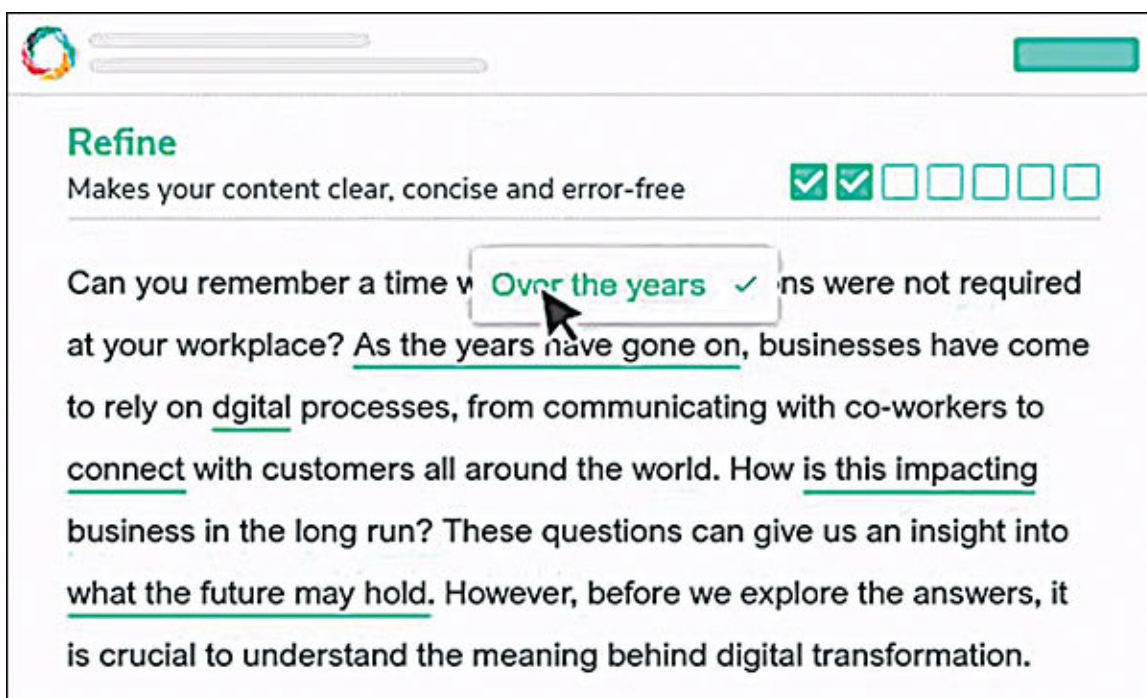 Refine
Makes your content clear, concise and error-free
Over the years
Can you remember a time were not required
at your workplace? As the years have gone on, businesses have come
to rely on dgital processes, from communicating with co-workers to
connect with customers all around the world. How is this impacting
business in the long run? These questions can give us an insight into
what the future may hold. However, before we explore the answers, it
is crucial to understand the meaning behind digital transformation.